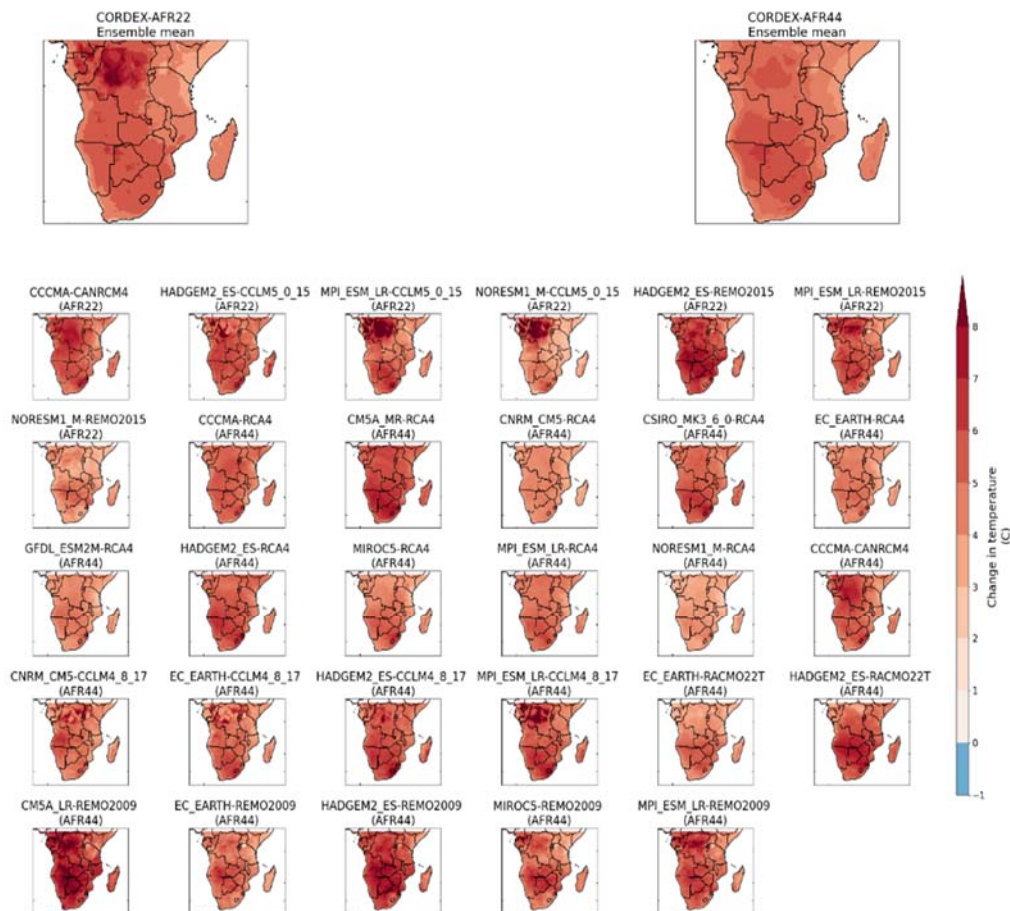 CORDEX-AFR22
Ensemble mean
CORDEX-AFR44
Ensemble mean
CCCMA-CANRCM4
(AFR22)
HADGEM2_ES-CCLM5_0_15
(AFR22)
MPI_ESM_LR-CCLM5_0_15
(AFR22)
NORESM1_M-CCLM5_0_15
(AFR22)
HADGEM2_ES-REMO2015
(AFR22)
MPI_ESM_LR-REMO2015
(AFR22)
NORESM1_M-REMO2015
(AFR22)
CCCMA-RCA4
(AFR44)
CM5A_MR-RCA4
(AFR44)
CNRM_CM5-RCA4
(AFR44)
CSIRO_MK3_6_0-RCA4
(AFR44)
EC_EARTH-RCA4
(AFR44)
GFDL_ESM2M-RCA4
(AFR44)
HADGEM2_ES-RCA4
(AFR44)
MIROC5-RCA4
(AFR44)
MPI_ESM_LR-RCA4
(AFR44)
NORESM1_M-RCA4
(AFR44)
CCCMA-CANRCM4
(AFR44)
CNRM_CM5-CCLM4_8_17
(AFR44)
EC_EARTH-CCLM4_8_17
(AFR44)
HADGEM2_ES-CCLM4_8_17
(AFR44)
MPI_ESM_LR-CCLM4_8_17
(AFR44)
EC_EARTH-RACMO22T
(AFR44)
HADGEM2_ES-RACMO22T
(AFR44)
CM5A_LR-REMO2009
(AFR44)
EC_EARTH-REMO2009
(AFR44)
HADGEM2_ES-REMO2009
(AFR44)
MIROC5-REMO2009
(AFR44)
MPI_ESM_LR-REMO2009
(AFR44)
8
7
6
5
4
3
2
1
0
−1
Change in temperature
(C)